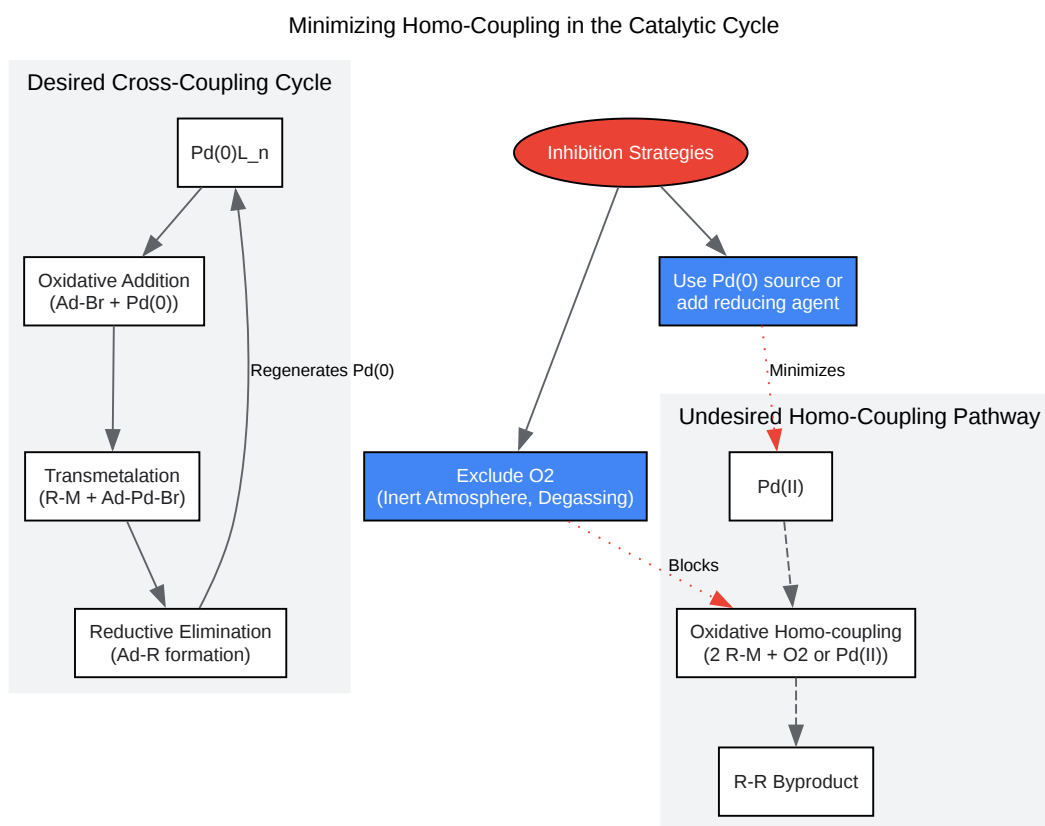 Minimizing Homo-Coupling in the Catalytic Cycle
Desired Cross-Coupling Cycle
Pd(0)L_n
Oxidative Addition
(Ad-Br + Pd(0))
Regenerates Pd(0)
Transmetalation
(R-M + Ad-Pd-Br)
Reductive Elimination
(Ad-R formation)
Inhibition Strategies
Use Pd(0) source or
add reducing agent
Minimizes
Exclude O2
(Inert Atmosphere, Degassing)
Blocks
Undesired Homo-Coupling Pathway
Pd(II)
Oxidative Homo-coupling
(2 R-M + O2 or Pd(II))
R-R Byproduct